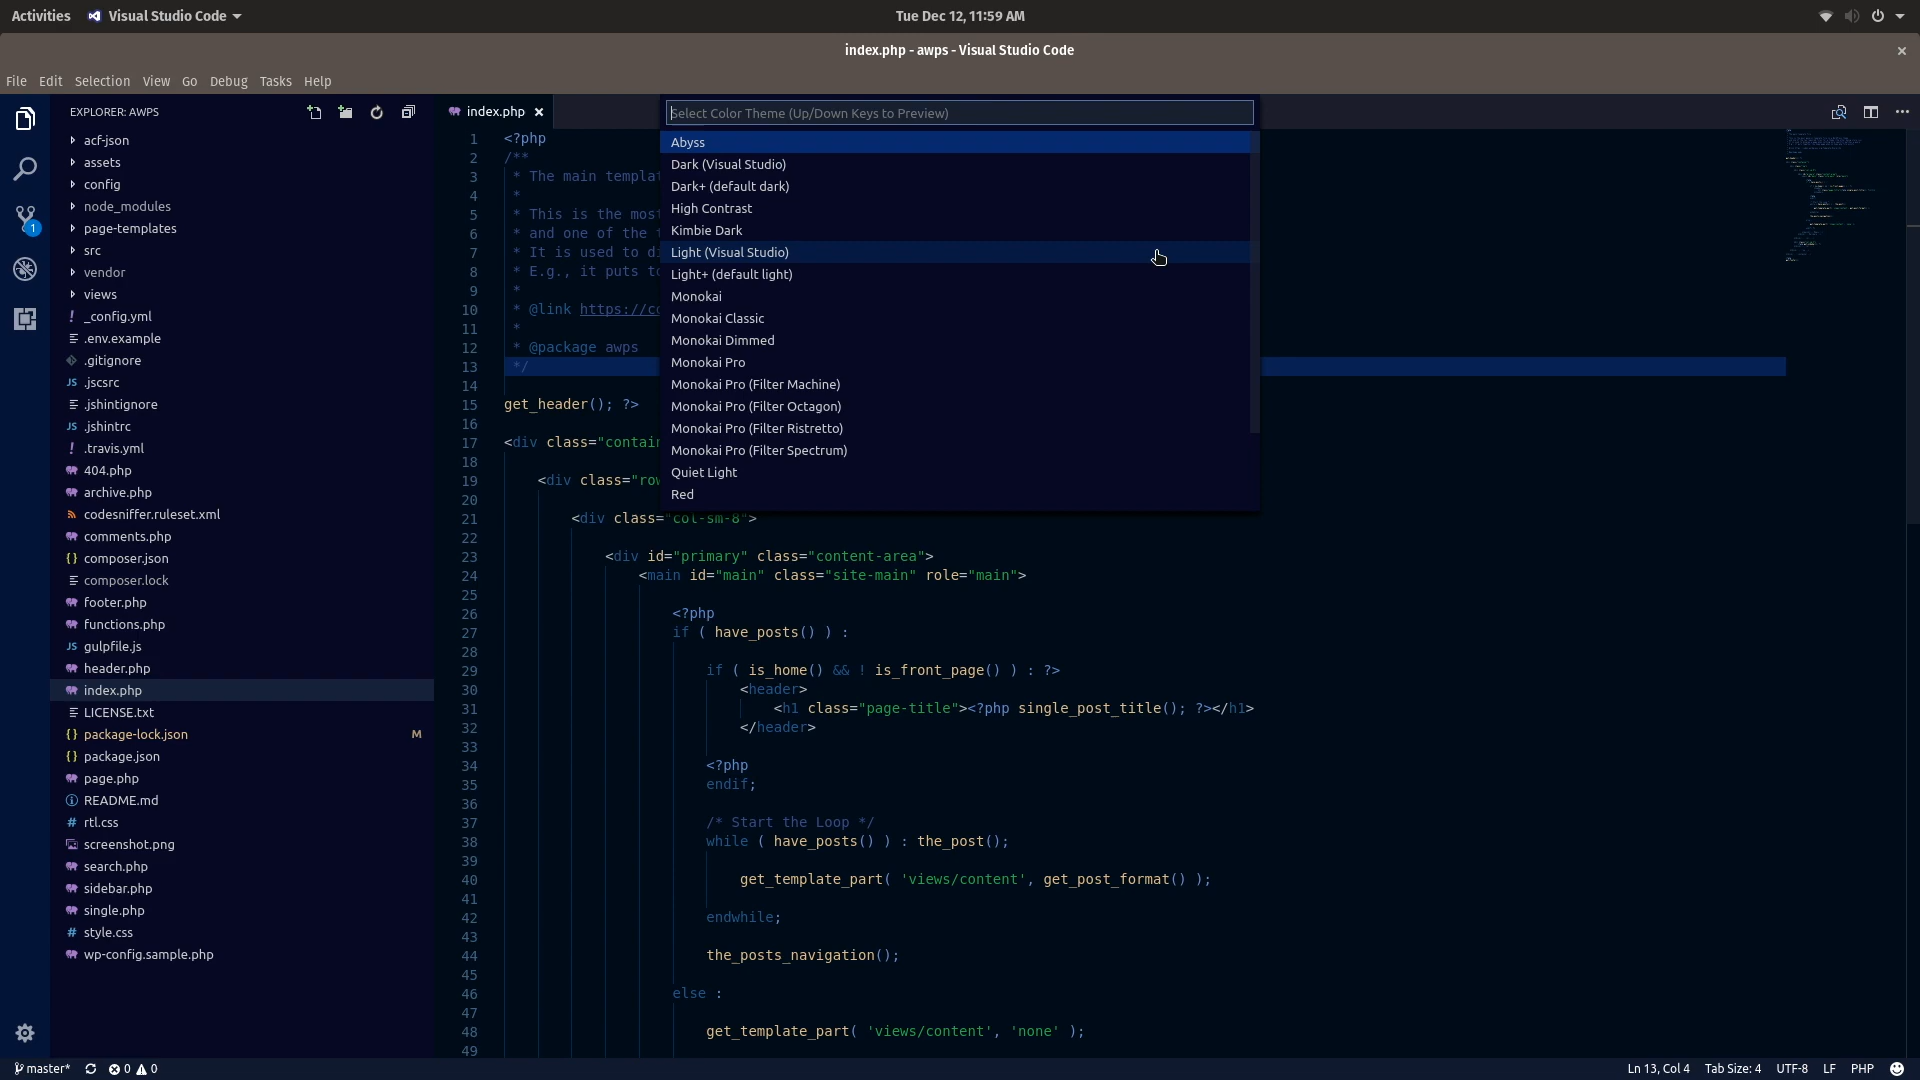 Activities Visual Studio Code Tue Dec 12, 11:59 AM
index.php - awps - Visual Studio Code
File Edit Selection View Go Debug Tasks Help
EXPLORER: AWPS
acf-json
assets
config
node_modules
page-templates
src
vendor
views
_config.yml
.env.example
.gitignore
JS .jscsrc
.jshintignore
JS .jshintrc
.travis.yml
404.php
archive.php
codesniffer.ruleset.xml
comments.php
{} composer.json
composer.lock
footer.php
functions.php
JS gulpfile.js
header.php
index.php
LICENSE.txt
{} package-lock.json M
{} package.json
page.php
README.md
# rtl.css
screenshot.png
search.php
sidebar.php
single.php
# style.css
wp-config.sample.php
1
index.php
Select Color Theme (Up/Down Keys to Preview)
Abyss
Dark (Visual Studio)
Dark+ (default dark)
High Contrast
Kimbie Dark
Light (Visual Studio)
Light+ (default light)
Monokai
Monokai Classic
Monokai Dimmed
Monokai Pro
Monokai Pro (Filter Machine)
Monokai Pro (Filter Octagon)
Monokai Pro (Filter Ristretto)
Monokai Pro (Filter Spectrum)
Quiet Light
Red
1 <?php
2 /**
3 * The main templa
4 *
5 * This is the mos
6 * and one of the
7 * It is used to d
8 * E.g., it puts t
9 *
10 * @link https://c
11 *
12 * @package awps
13 */
14
15 get_header(); ?>
16
17 <div class="contai
18
19 <div class="ro
20
21 <div class="col-sm-8">
22
23 <div id="primary" class="content-area">
24 <main id="main" class="site-main" role="main">
25
26 <?php
27 if ( have_posts() ) :
28
29 if ( is_home() && ! is_front_page() ) : ?>
30 <header>
31 <h1 class="page-title"><?php single_post_title(); ?></h1>
32 </header>
33
34 <?php
35 endif;
36
37 /* Start the Loop */
38 while ( have_posts() ) : the_post();
39
40 get_template_part( 'views/content', get_post_format() );
41
42 endwhile;
43
44 the_posts_navigation();
45
46 else :
47
48 get_template_part( 'views/content', 'none' );
49
master* 0 0 Ln 13, Col 4 Tab Size: 4 UTF-8 LF PHP